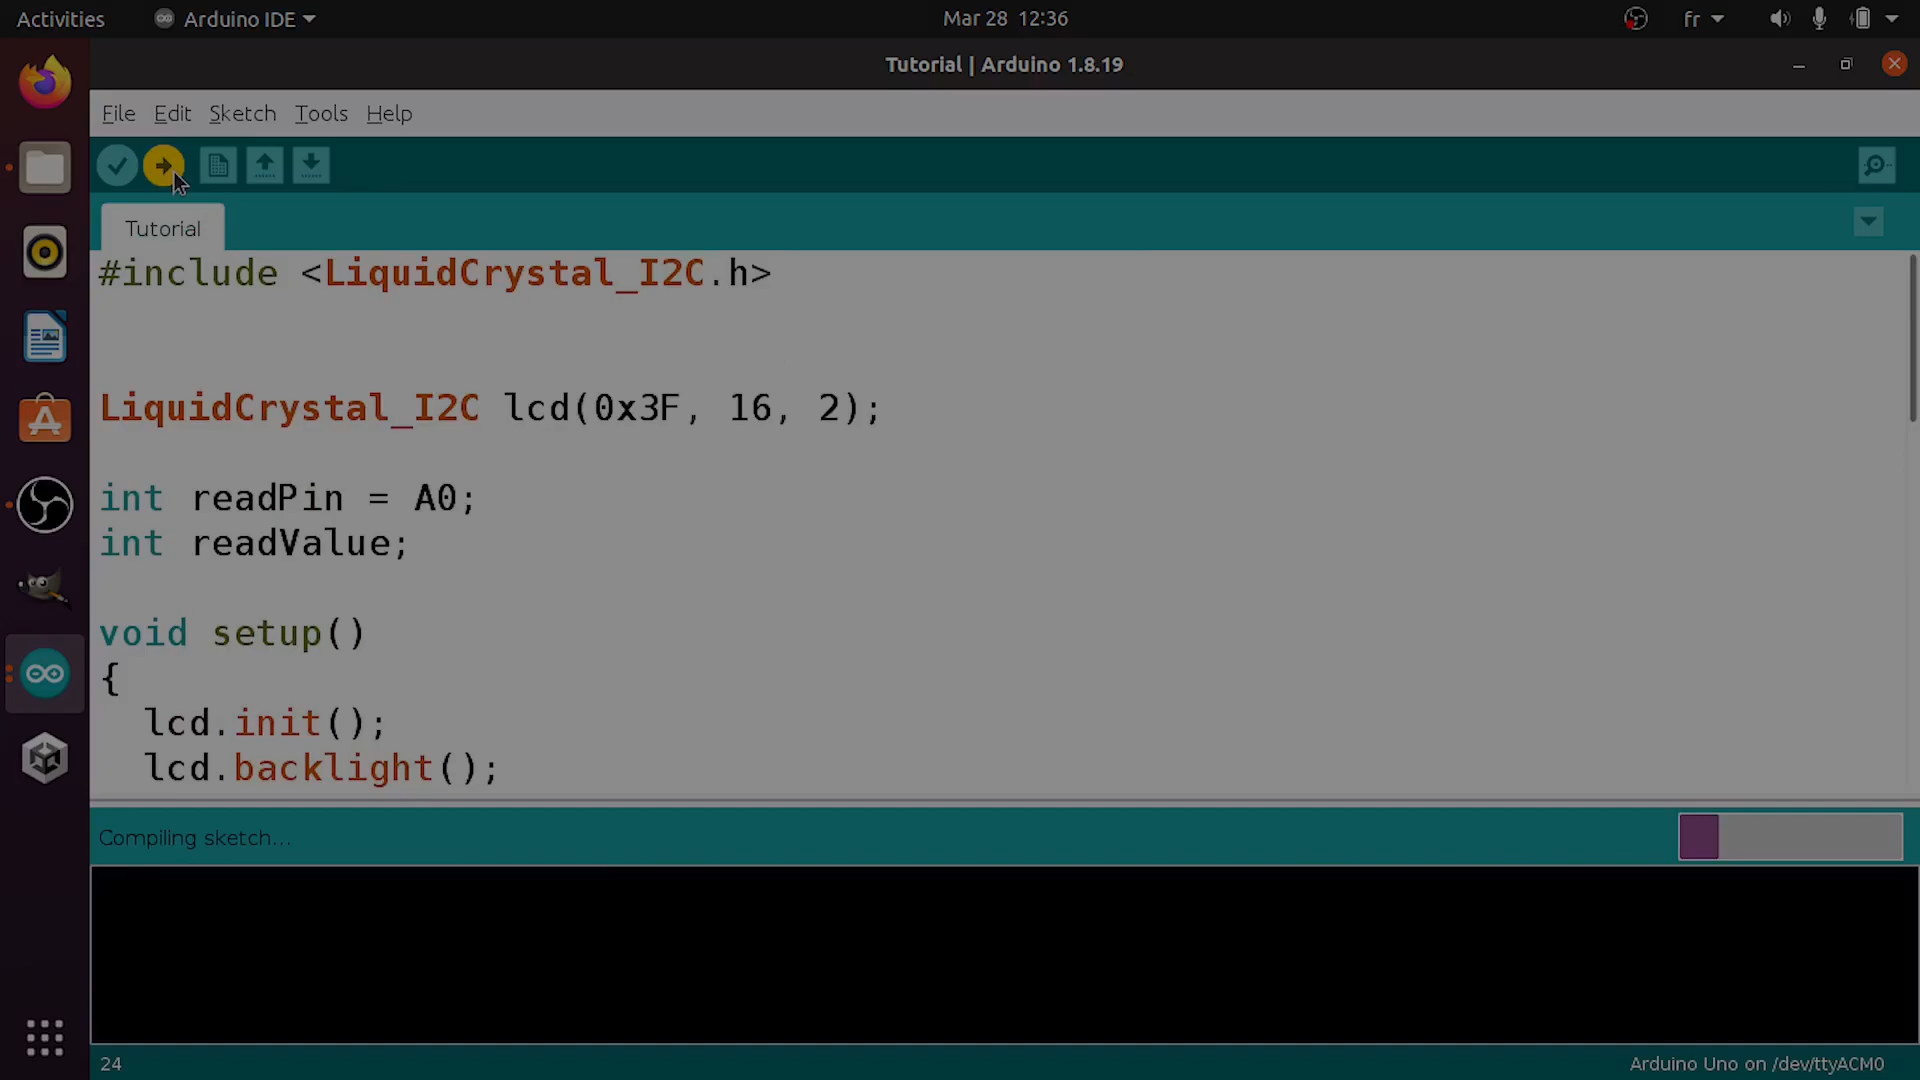 Activities
Arduino IDE
Mar 28 12:36
fr
Tutorial | Arduino 1.8.19
File Edit Sketch Tools Help
Tutorial
#include <LiquidCrystal_I2C.h>
LiquidCrystal_I2C lcd(0x3F, 16, 2);
int readPin = A0;
int readValue;
void setup()
{
lcd.init();
lcd.backlight();
Compiling sketch...
24
Arduino Uno on /dev/ttyACM0